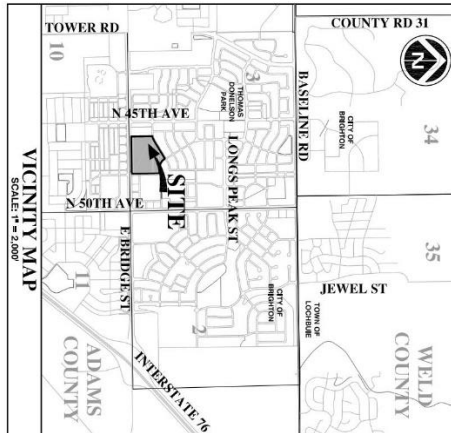 TOWER RD
COUNTY RD 31
10
3
34
N
THOMAS
DONELSON
PARK
CITY OF
BRIGHTON
N 45TH AVE
BASELINE RD
LONGS PEAK ST
SITE
N 50TH AVE
E BRIDGE ST
35
JEWEL ST
11
2
CITY OF
BRIGHTON
TOWN OF
LOCHBUIE
INTERSTATE 76
ADAMS
COUNTY
WELD
COUNTY
VICINITY MAP
SCALE: 1" = 2,000'